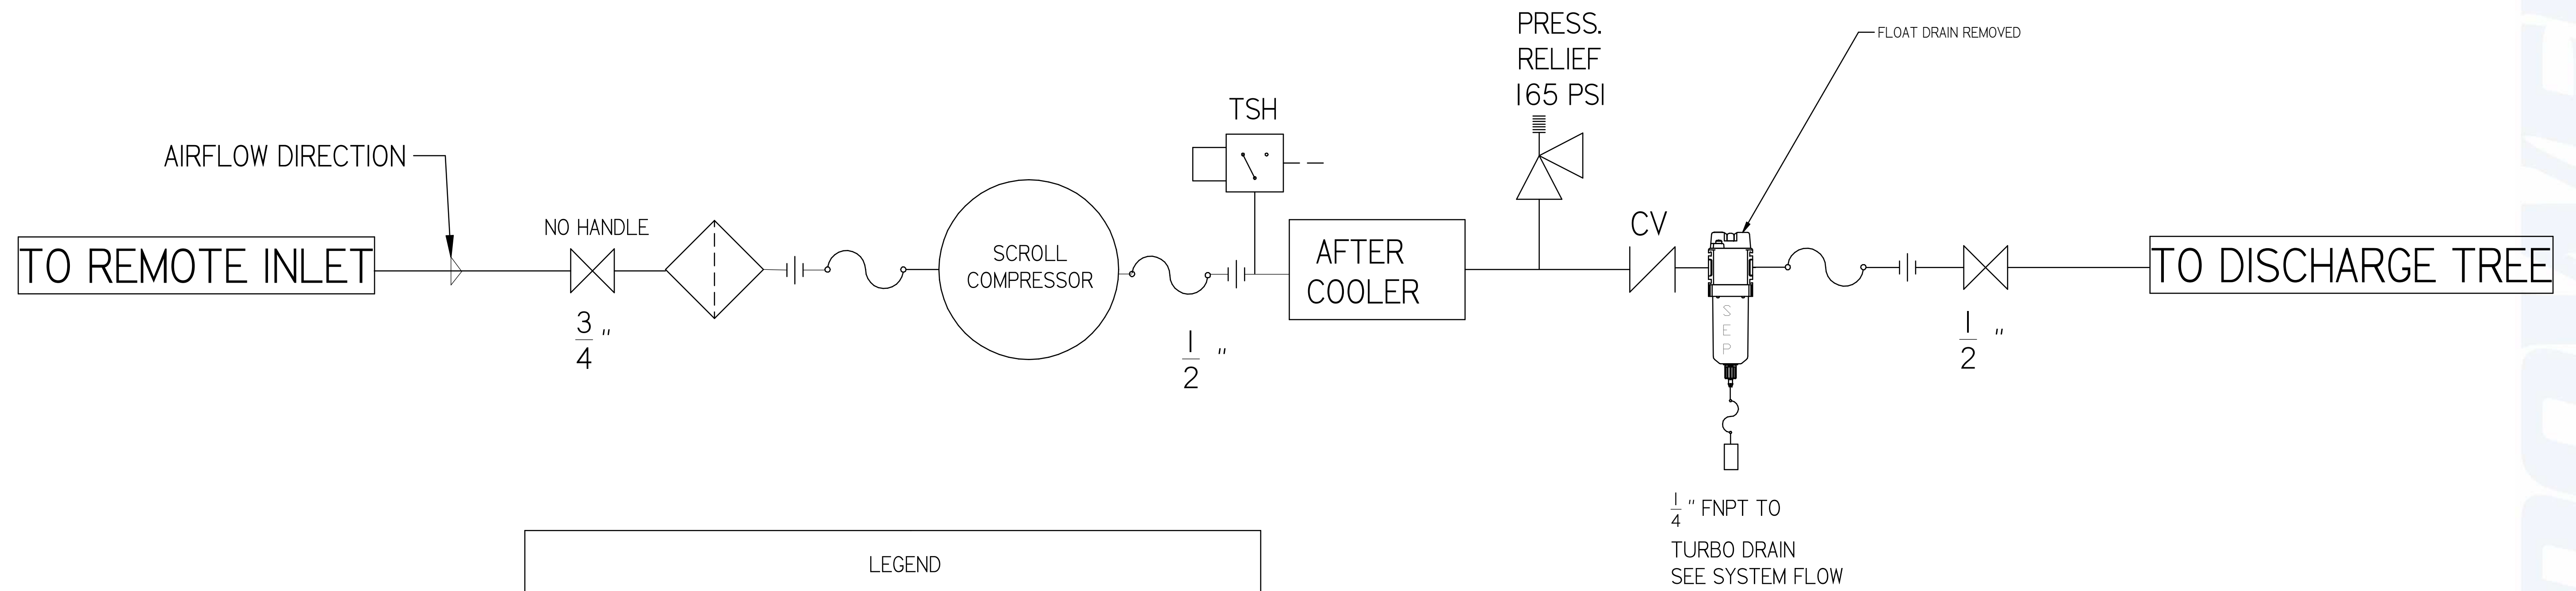 PRESS.
RELIEF
165 PSI
FLOAT DRAIN REMOVED
TSH
AIRFLOW DIRECTION
NO HANDLE
CV
TO REMOTE INLET
SCROLL
COMPRESSOR
AFTER
COOLER
TO DISCHARGE TREE
3/4 "
1/2 "
S
E
P
1/2 "
1/4 " FNPT TO
TURBO DRAIN
SEE SYSTEM FLOW
LEGEND